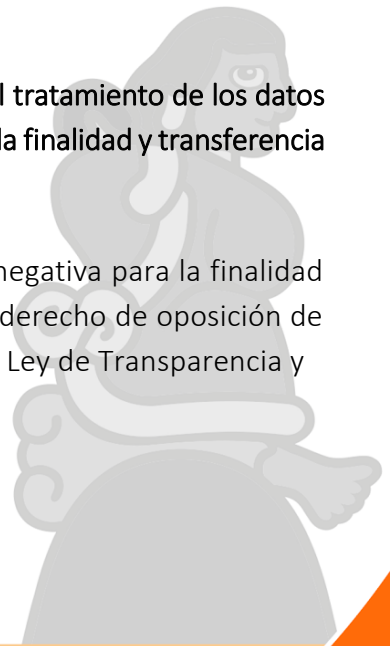 l tratamiento de los datos
la finalidad y transferencia
negativa para la finalidad
derecho de oposición de
Ley de Transparencia y